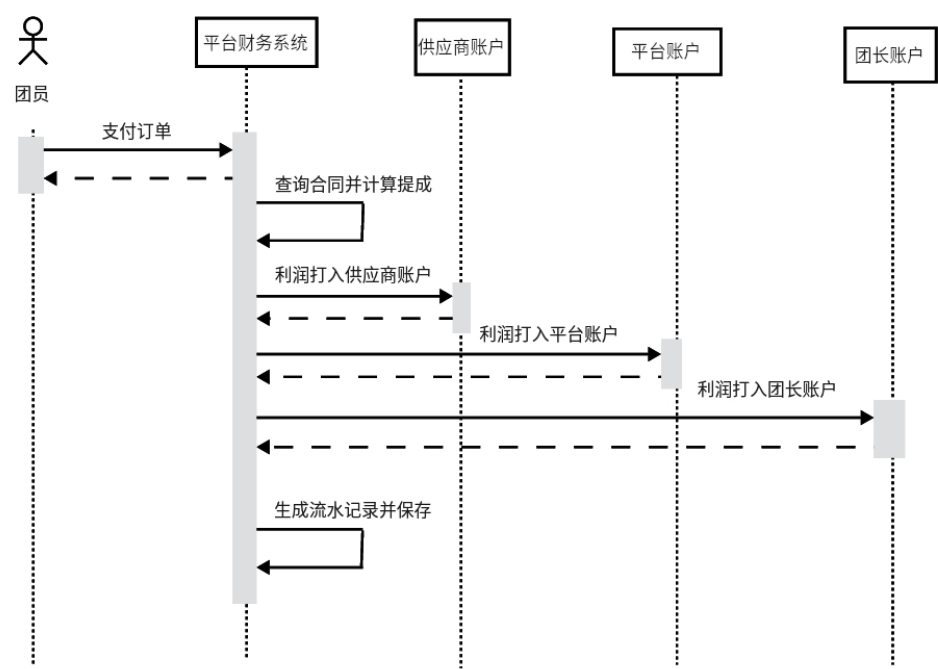 平台财务系统
供应商账户
平台账户
团长账户
团员
支付订单
查询合同并计算提成
利润打入供应商账户
利润打入平台账户
利润打入团长账户
生成流水记录并保存